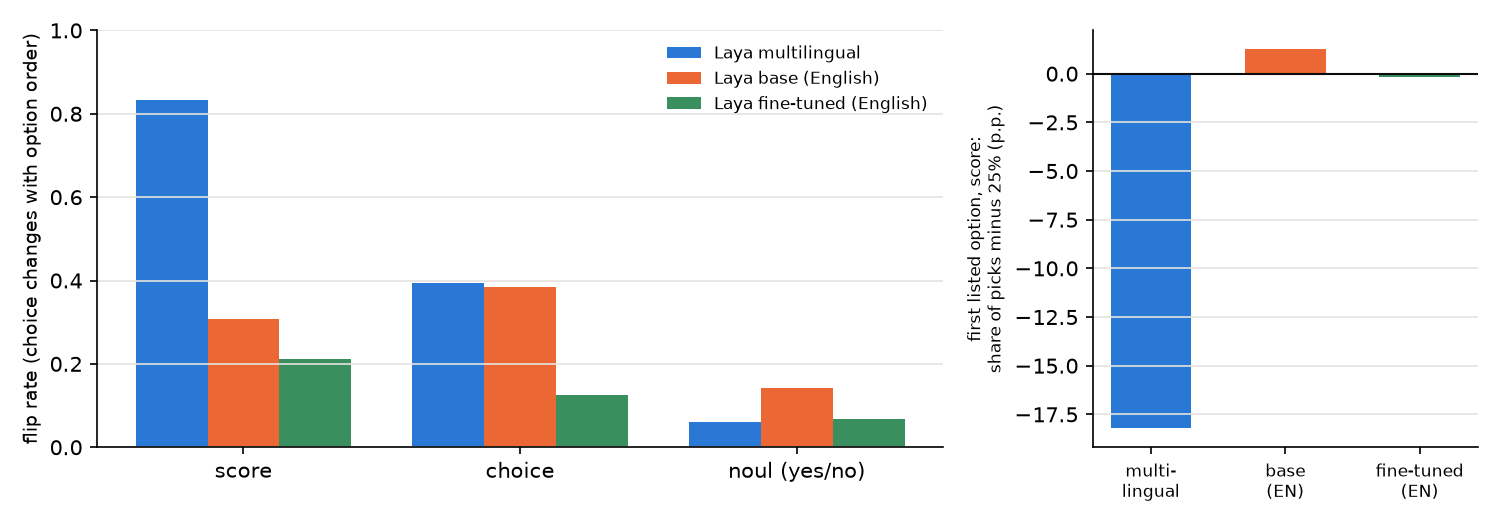 flip rate (choice changes with option order)
1.0
0.8
0.6
0.4
0.2
0.0
Laya multilingual
Laya base (English)
Laya fine-tuned (English)
score
choice
noul (yes/no)
first listed option, score:
share of picks minus 25% (p.p.)
0.0
−2.5
−5.0
−7.5
−10.0
−12.5
−15.0
−17.5
multi-
lingual
base
(EN)
fine-tuned
(EN)